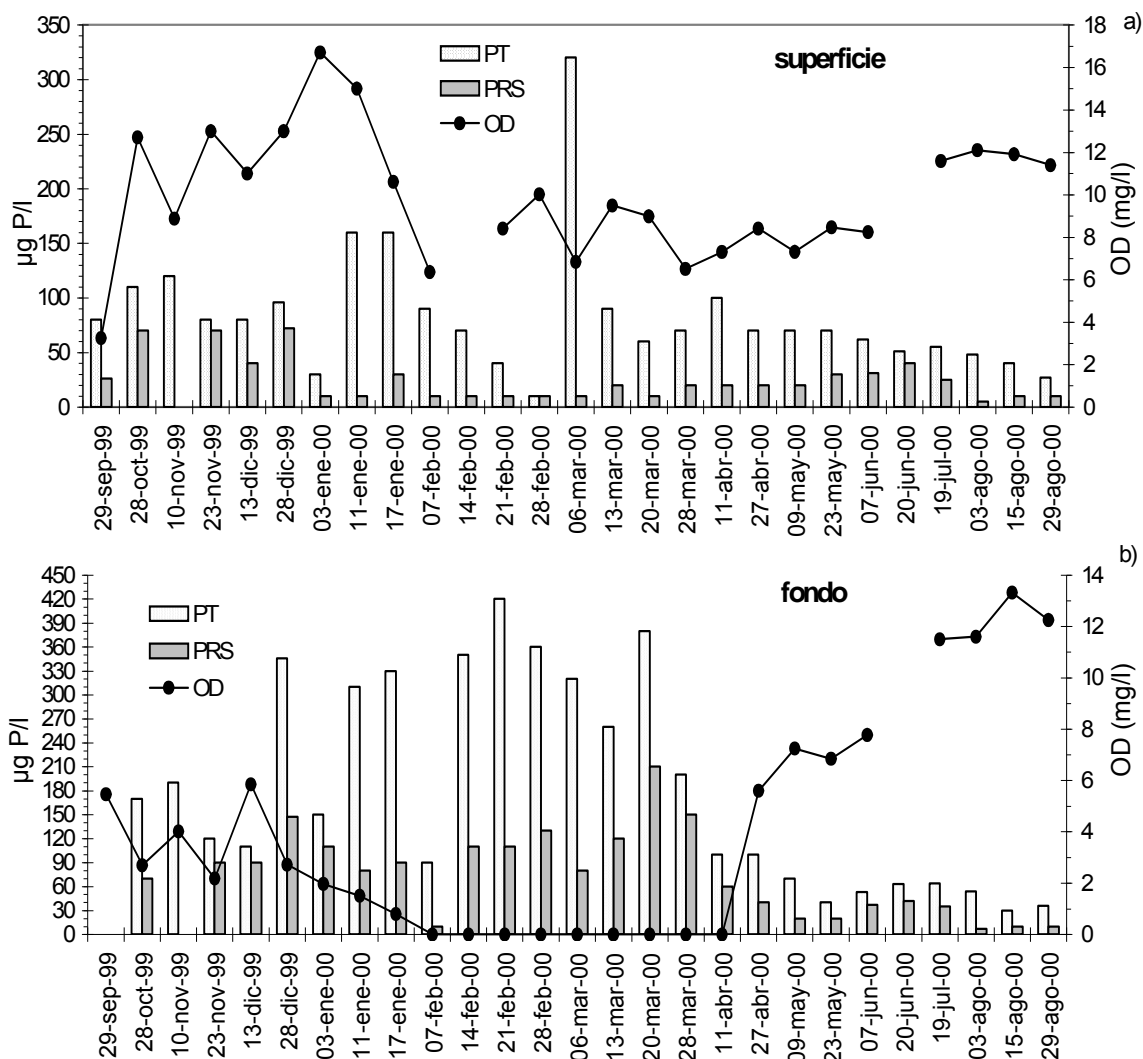 a)
superficie
PT
PRS
OD
350
300
250
200
150
100
50
0
µg P/l
18
16
14
12
10
8
6
4
2
0
OD (mg/l)
29-sep-99
28-oct-99
10-nov-99
23-nov-99
13-dic-99
28-dic-99
03-ene-00
11-ene-00
17-ene-00
07-feb-00
14-feb-00
21-feb-00
28-feb-00
06-mar-00
13-mar-00
20-mar-00
28-mar-00
11-abr-00
27-abr-00
09-may-00
23-may-00
07-jun-00
20-jun-00
19-jul-00
03-ago-00
15-ago-00
29-ago-00
b)
fondo
PT
PRS
OD
450
420
390
360
330
300
270
240
210
180
150
120
90
60
30
0
µg P/l
14
12
10
8
6
4
2
0
OD (mg/l)
29-sep-99
28-oct-99
10-nov-99
23-nov-99
13-dic-99
28-dic-99
03-ene-00
11-ene-00
17-ene-00
07-feb-00
14-feb-00
21-feb-00
28-feb-00
06-mar-00
13-mar-00
20-mar-00
28-mar-00
11-abr-00
27-abr-00
09-may-00
23-may-00
07-jun-00
20-jun-00
19-jul-00
03-ago-00
15-ago-00
29-ago-00